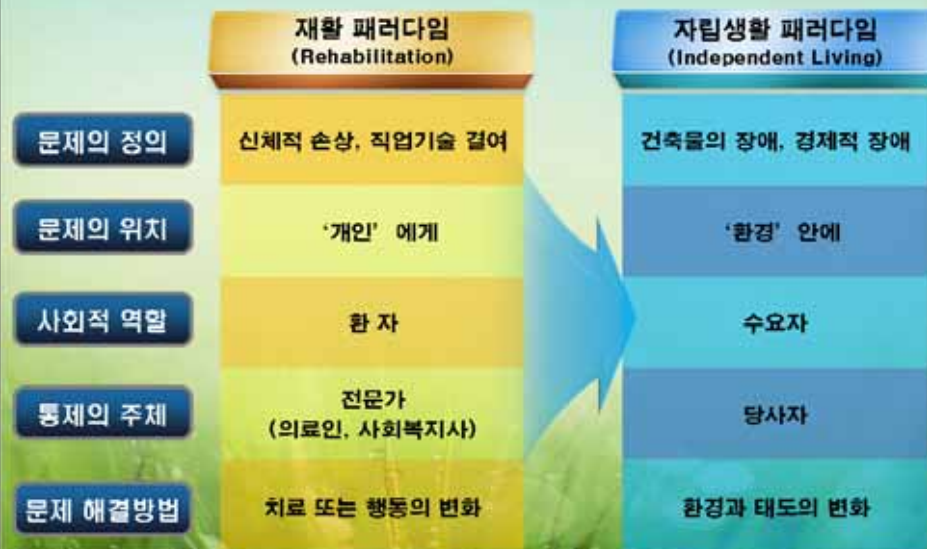 재활 패러다임
(Rehabilitation)
자립생활 패러다임
(Independent Living)
문제의 정의
신체적 손상, 직업기술 결여
건축물의 장애, 경제적 장애
문제의 위치
‘개인’ 에게
‘환경’ 안에
사회적 역할
환 자
수요자
통제의 주체
전문가
(의료인, 사회복지사)
당사자
문제 해결방법
치료 또는 행동의 변화
환경과 태도의 변화